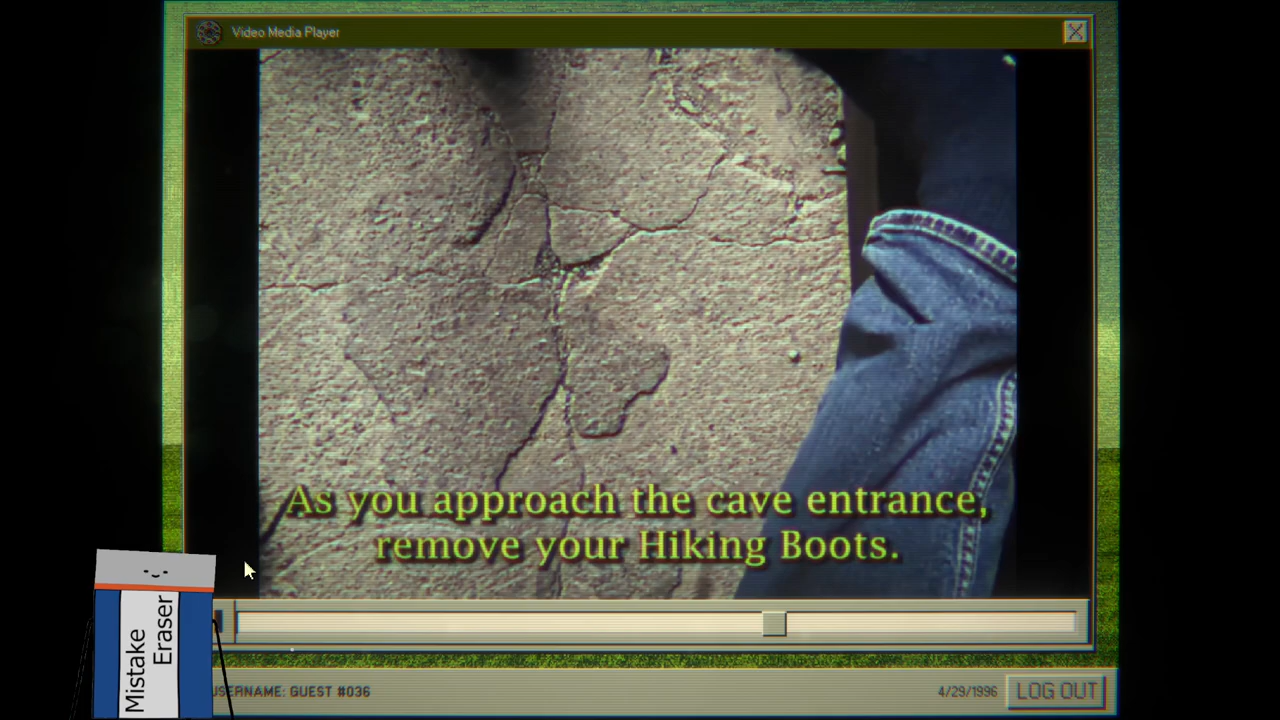 Video Media Player
As you approach the cave entrance,
remove your Hiking Boots.
Mistake
Eraser
USERNAME: GUEST #036
4/29/1996
LOG OUT